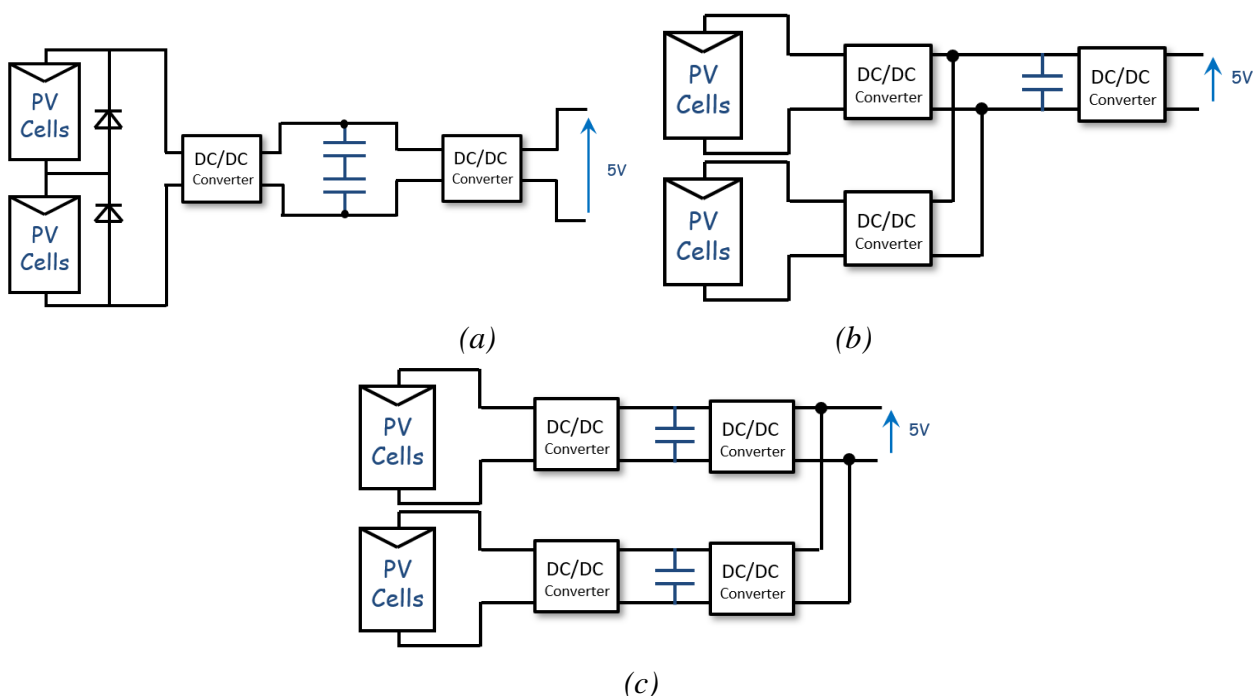 PV
Cells
PV
Cells
DC/DC
Converter
DC/DC
Converter
5V
(a)
PV
Cells
PV
Cells
DC/DC
Converter
DC/DC
Converter
DC/DC
Converter
5V
(b)
PV
Cells
PV
Cells
DC/DC
Converter
DC/DC
Converter
DC/DC
Converter
DC/DC
Converter
5V
(c)